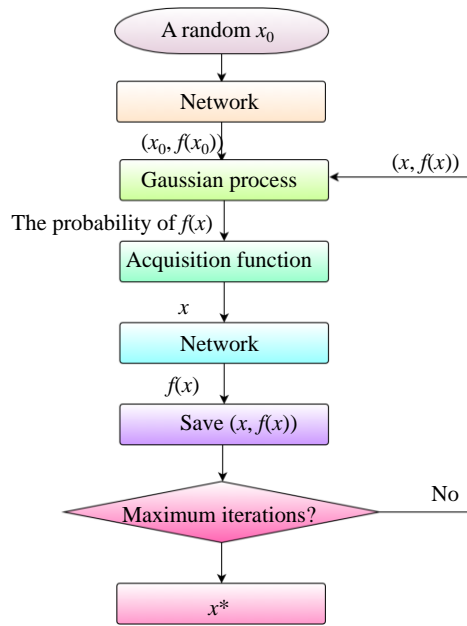 A random x₀
Network
(x₀, f(x₀))
(x, f(x))
Gaussian process
The probability of f(x)
Acquisition function
x
Network
f(x)
Save (x, f(x))
No
Maximum iterations?
x*